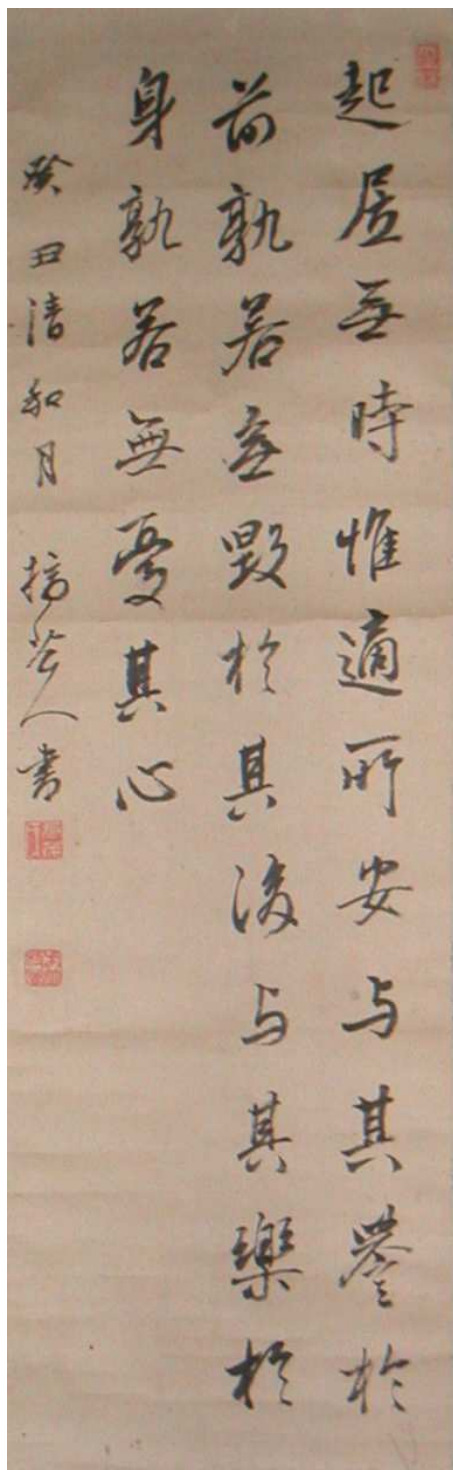 起居無時惟適所安与其譽於
前孰若無毀於其後与其樂於
身孰若無憂其心
癸丑清和月 人書